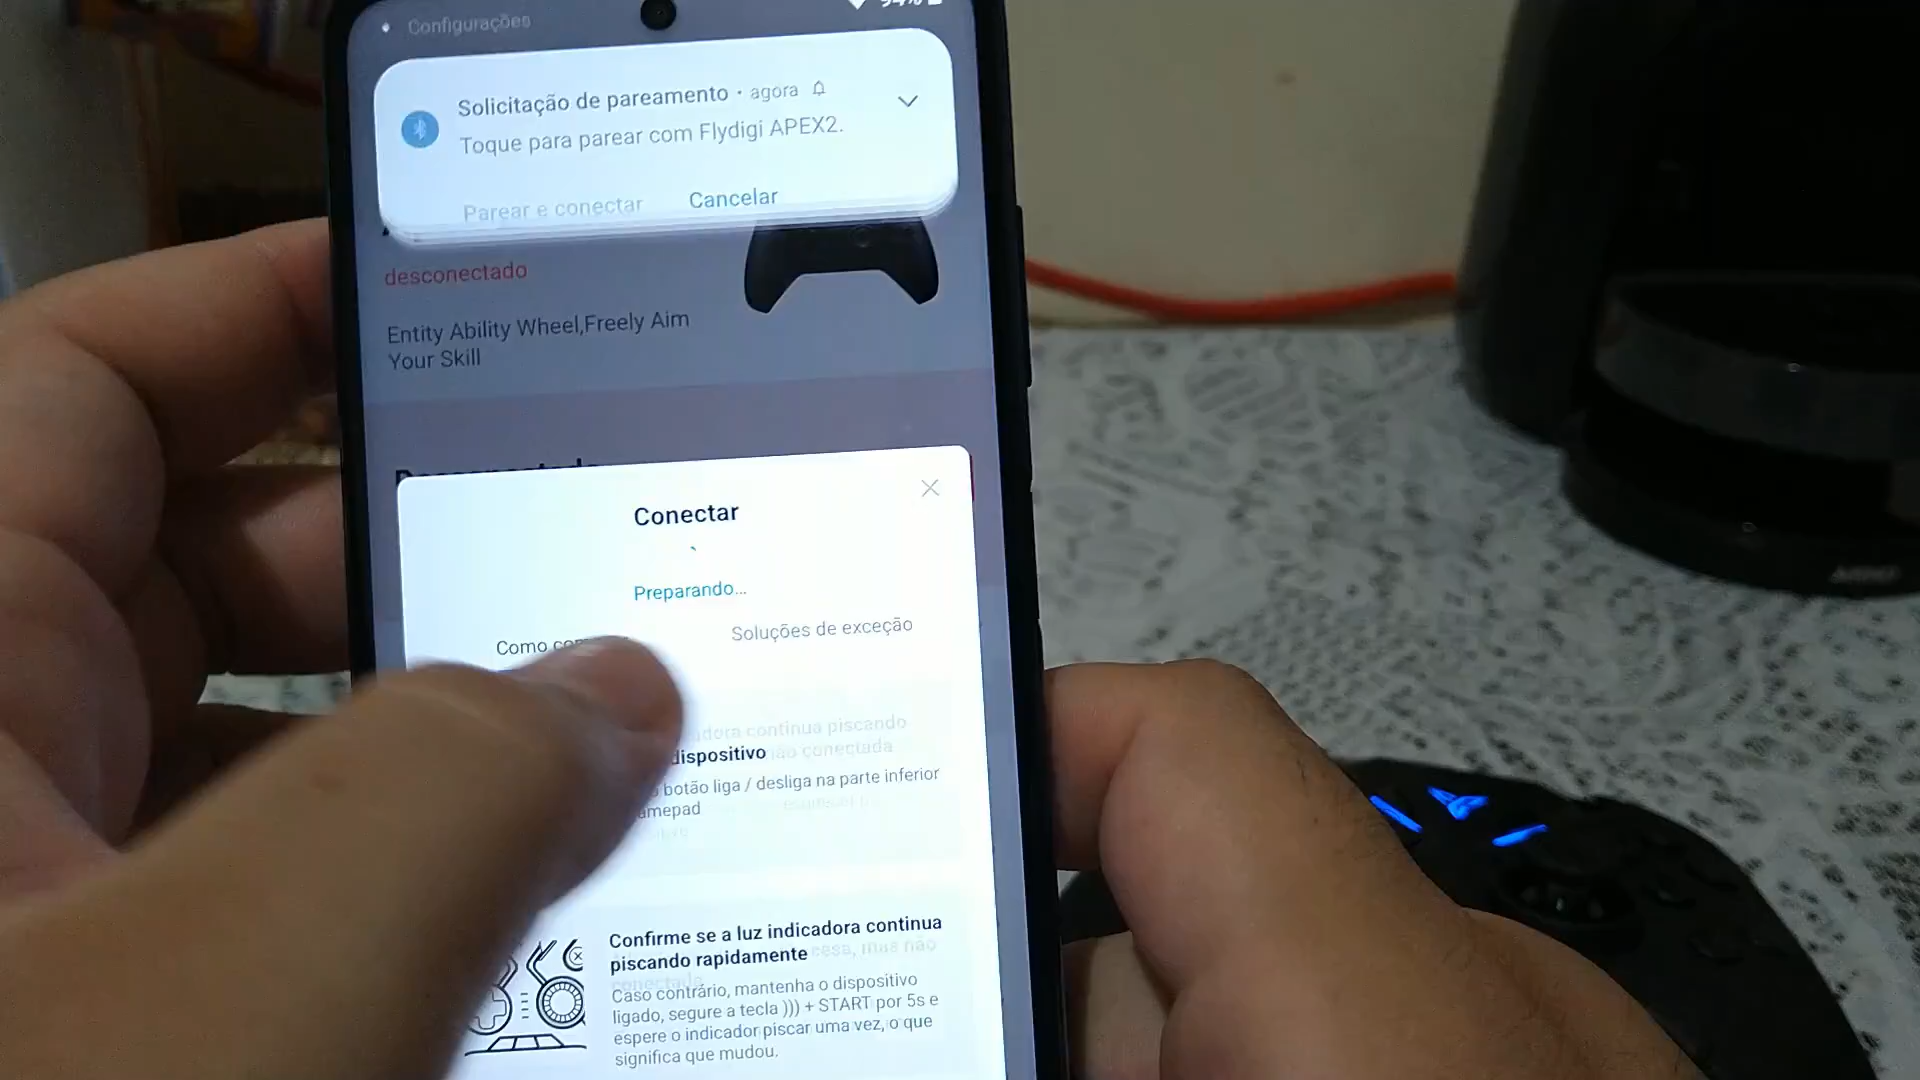 Configurações
94%
Solicitação de pareamento • agora
Toque para parear com Flydigi APEX2.
Parear e conectar Cancelar
desconectado
Entity Ability Wheel,Freely Aim
Your Skill
Conectar
Preparando...
Como
Soluções de exceção
continua piscando
dispositivo não conectada
botão liga / desliga na parte inferior
Confirme se a luz indicadora continua
piscando rapidamente
mas não
Caso contrário, mantenha o dispositivo
ligado, segure a tecla ))) + START por 5s e
espere o indicador piscar uma vez, o que
significa que mudou.